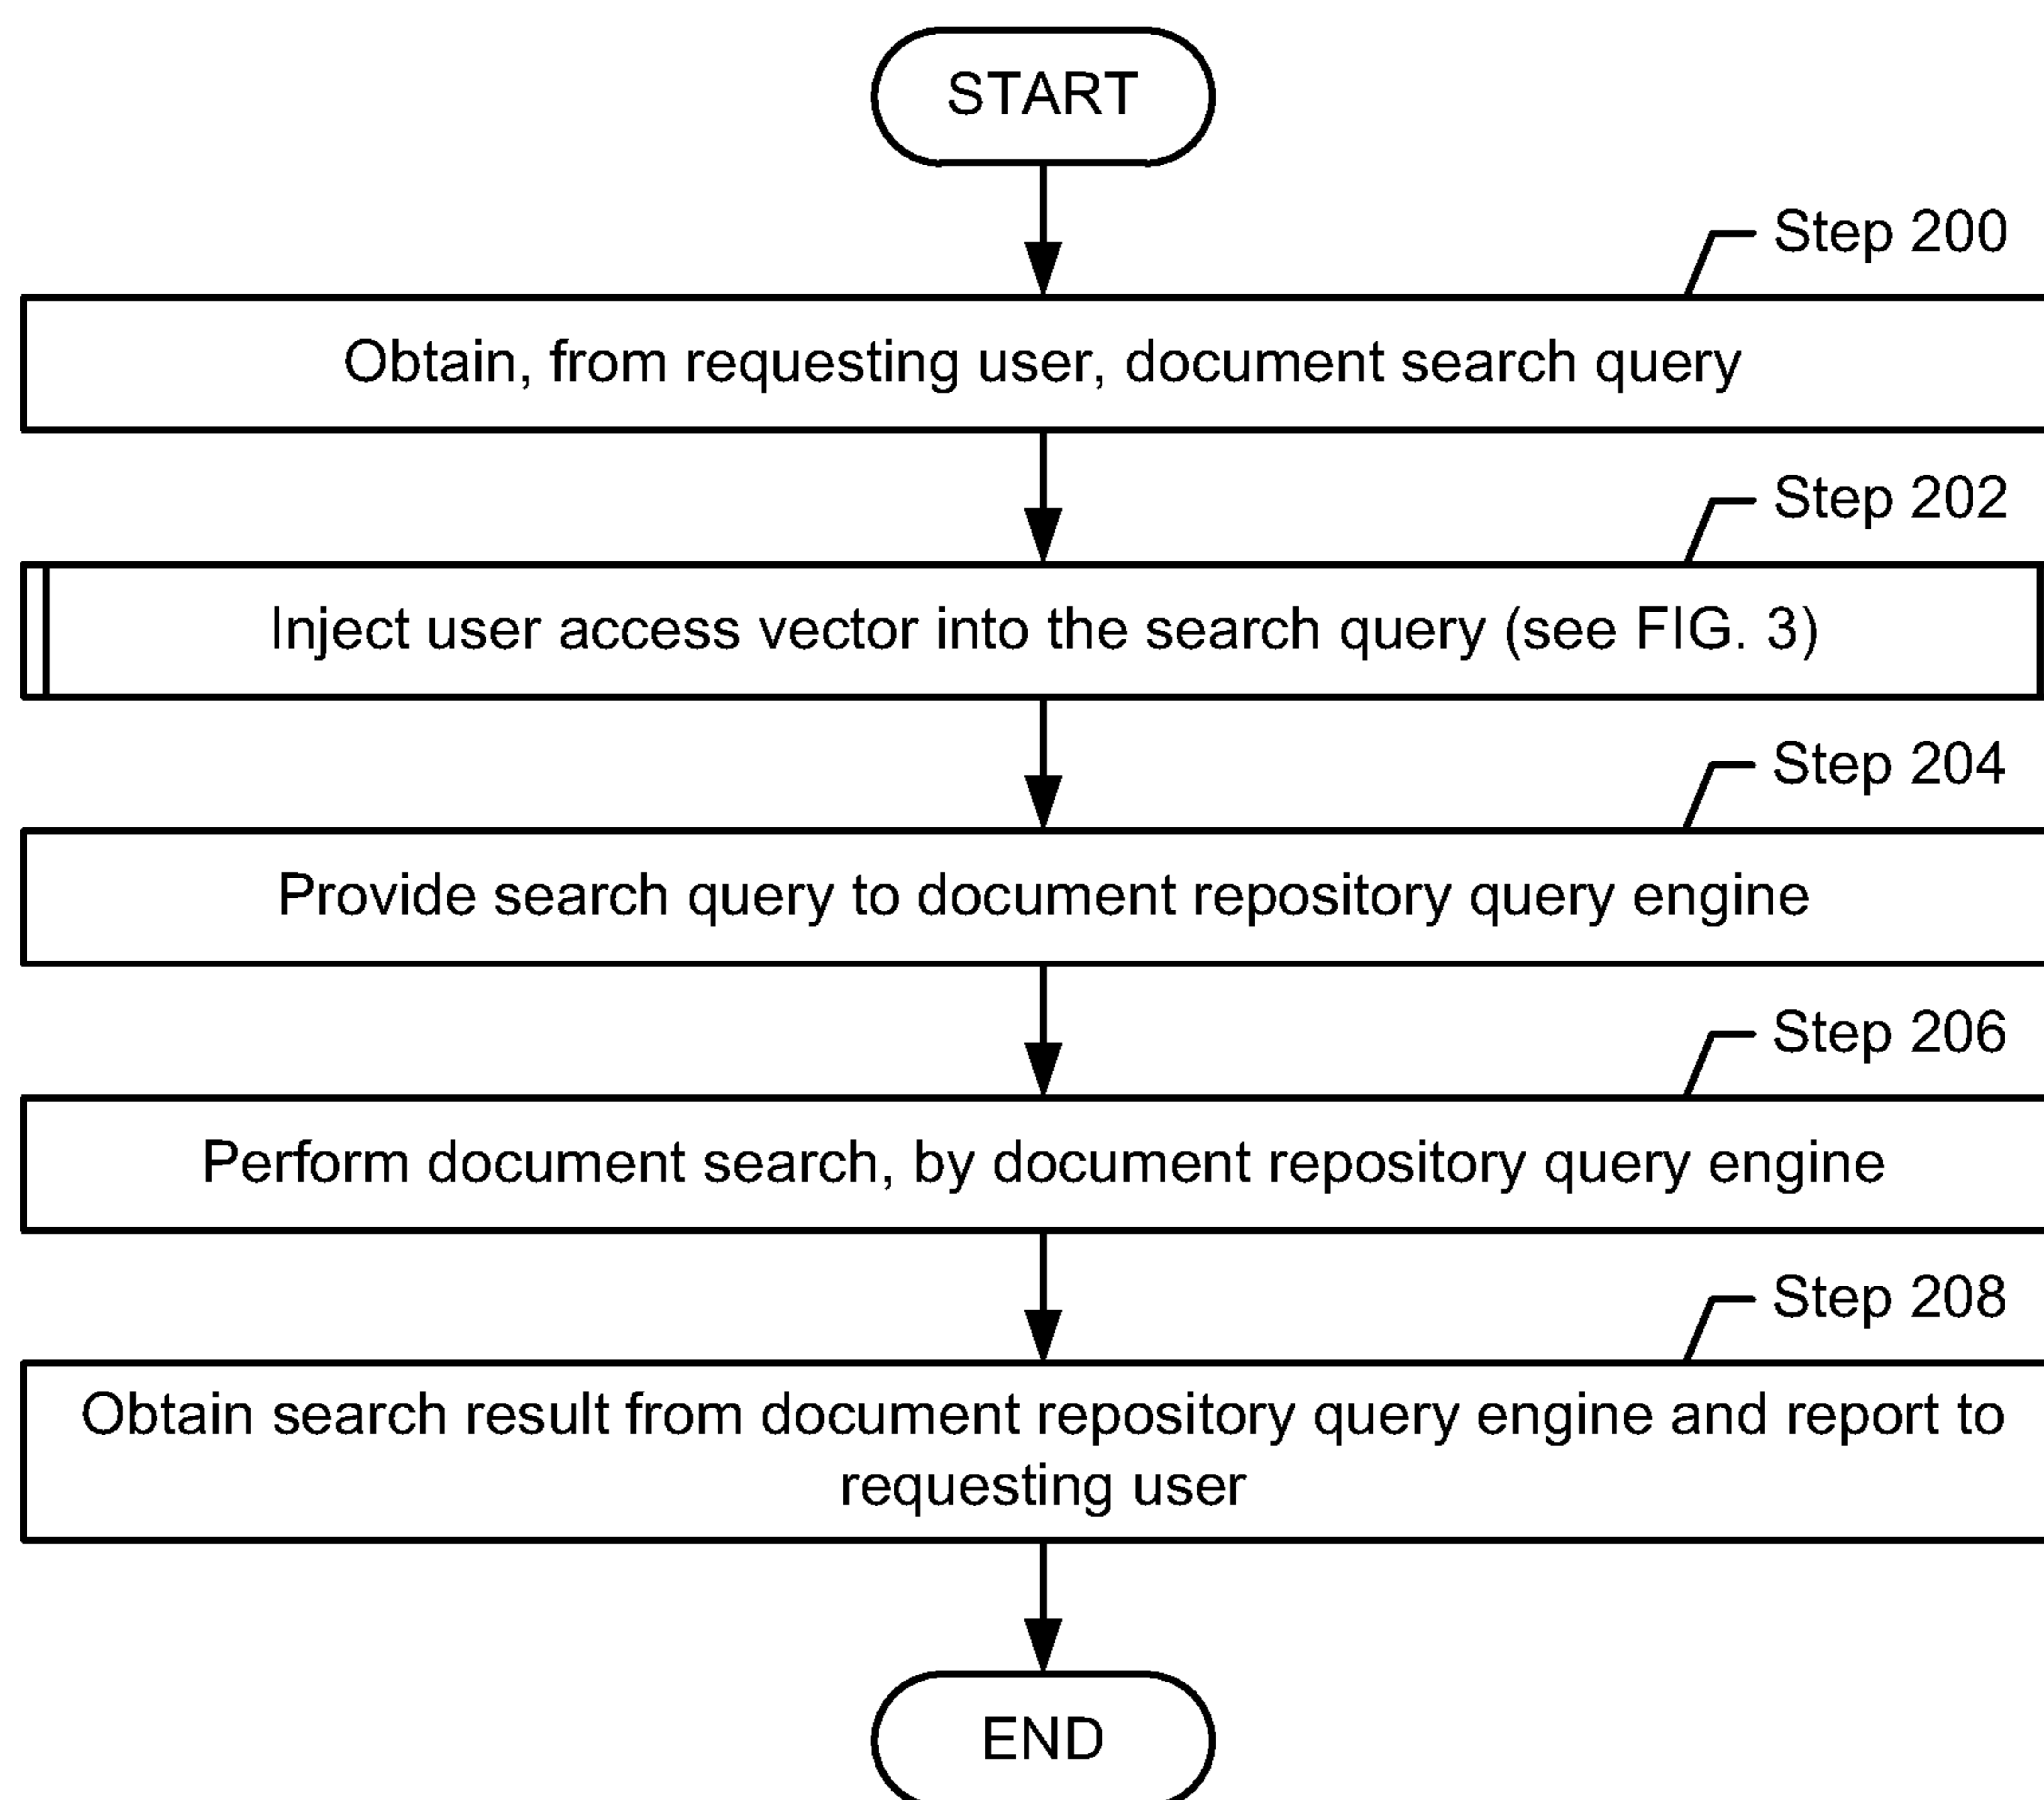 START
Step 200
Obtain, from requesting user, document search query
Step 202
Inject user access vector into the search query (see FIG. 3)
Step 204
Provide search query to document repository query engine
Step 206
Perform document search, by document repository query engine
Step 208
Obtain search result from document repository query engine and report to
requesting user
END